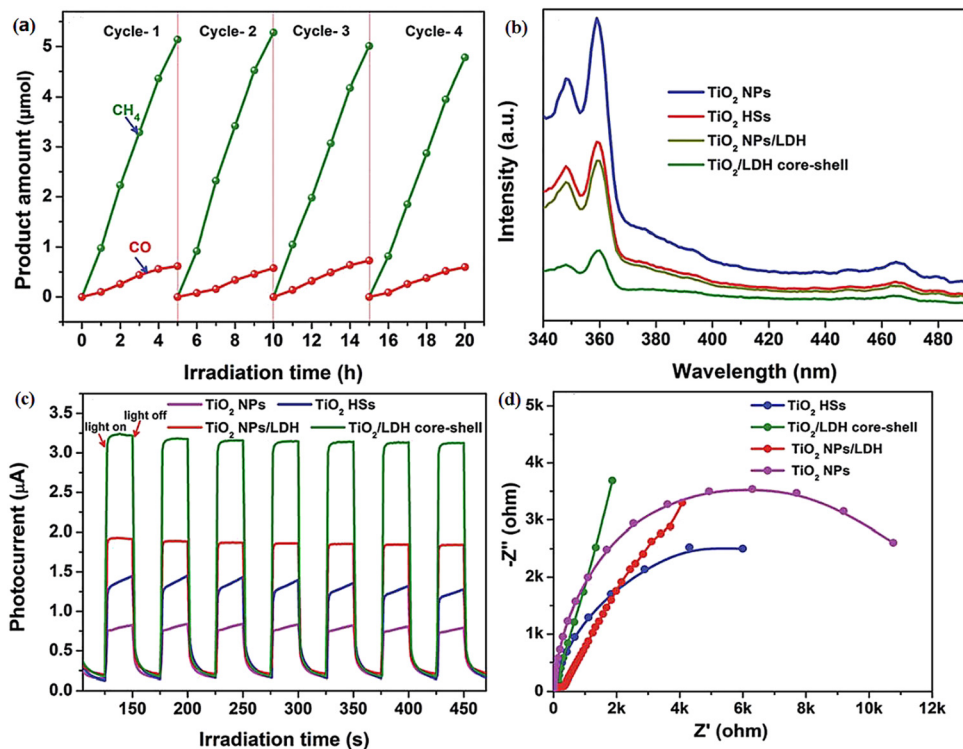 (a)
Cycle- 1 Cycle- 2 Cycle- 3 Cycle- 4
CH₄
CO
Product amount (μmol)
6
5
4
3
2
1
0
0 2 4 6 8 10 12 14 16 18 20
Irradiation time (h)
(b)
TiO₂ NPs
TiO₂ HSs
TiO₂ NPs/LDH
TiO₂/LDH core-shell
Intensity (a.u.)
340 360 380 400 420 440 460 480
Wavelength (nm)
(c)
TiO₂ NPs TiO₂ HSs
TiO₂ NPs/LDH TiO₂/LDH core-shell
light on
light off
Photocurrent (μA)
3.5
3.0
2.5
2.0
1.5
1.0
0.5
0.0
150 200 250 300 350 400 450
Irradiation time (s)
(d)
TiO₂ HSs
TiO₂/LDH core-shell
TiO₂ NPs/LDH
TiO₂ NPs
-Z'' (ohm)
5k
4k
3k
2k
1k
0
0 2k 4k 6k 8k 10k 12k
Z' (ohm)